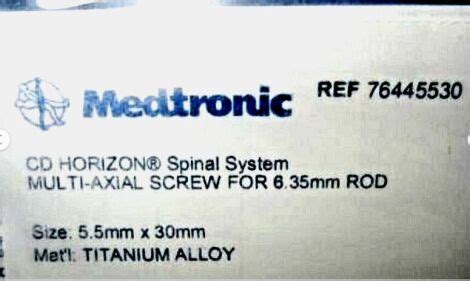 Medtronic
REF 76445530
CD HORIZON® Spinal System
MULTI-AXIAL SCREW FOR 6.35mm ROD
Size: 5.5mm x 30mm
Mat'l: TITANIUM ALLOY